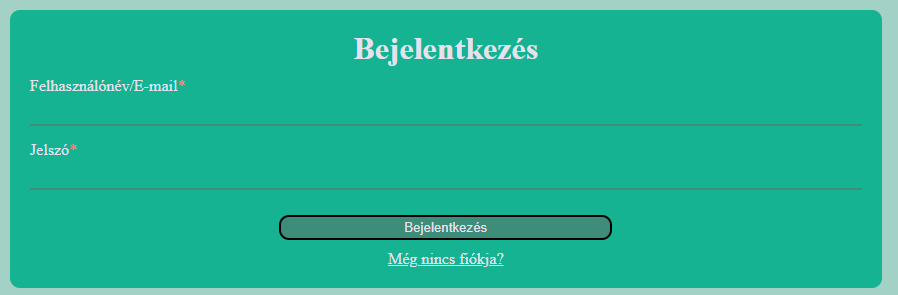 Bejelentkezés
Felhasználónév/E-mail*
Jelszó*
Bejelentkezés
Még nincs fiókja?